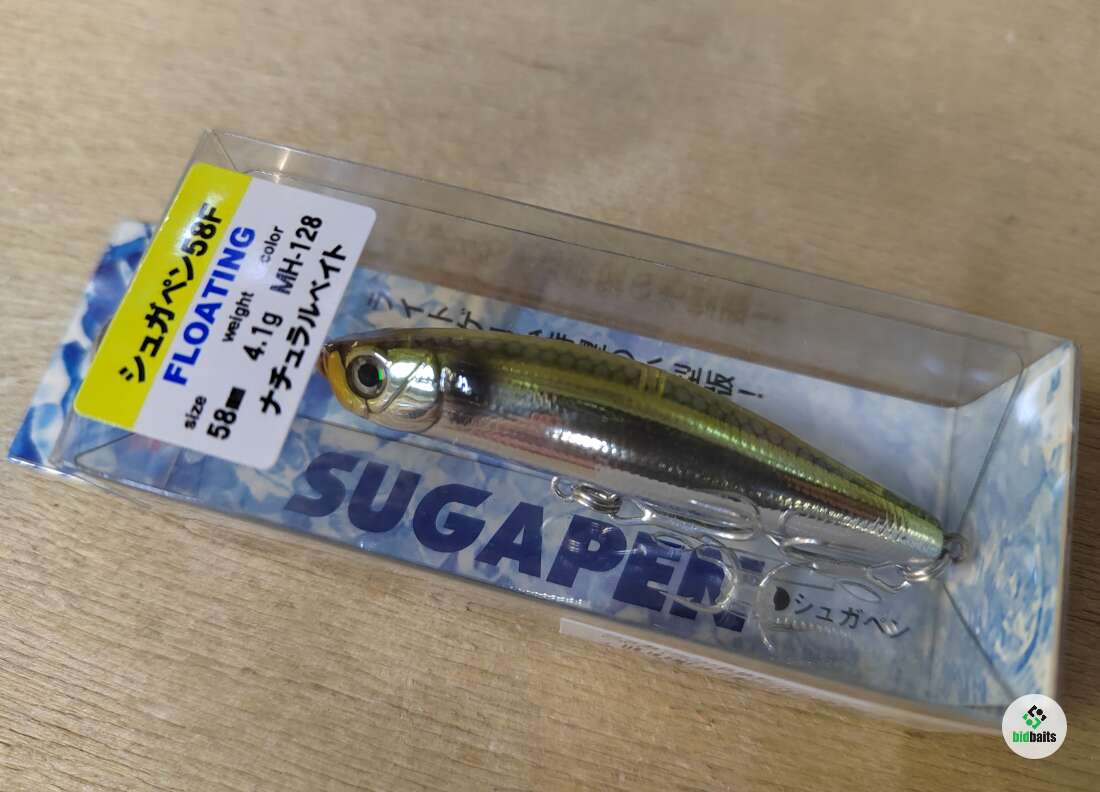 シュガペン58F
FLOATING
size weight color
58mm 4.1g MH-128
ナチュラルベイト
SUGAPEN
シュガペン
bidbaits